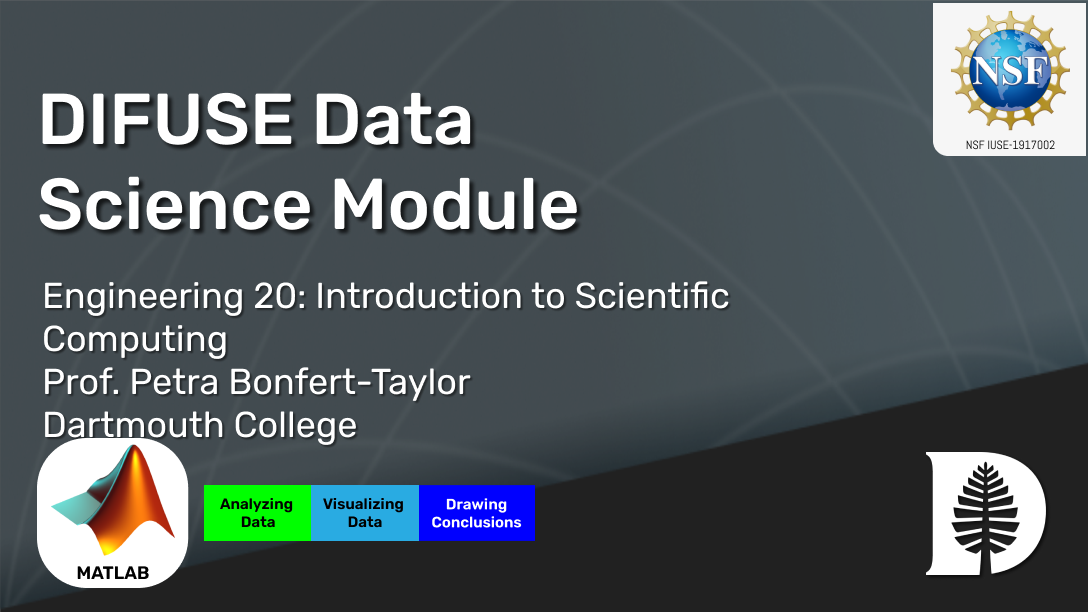 NSF
NSF IUSE-1917002
DIFUSE Data
Science Module
Engineering 20: Introduction to Scientific
Computing
Prof. Petra Bonfert-Taylor
Dartmouth College
MATLAB
Analyzing
Data
Visualizing
Data
Drawing
Conclusions
D